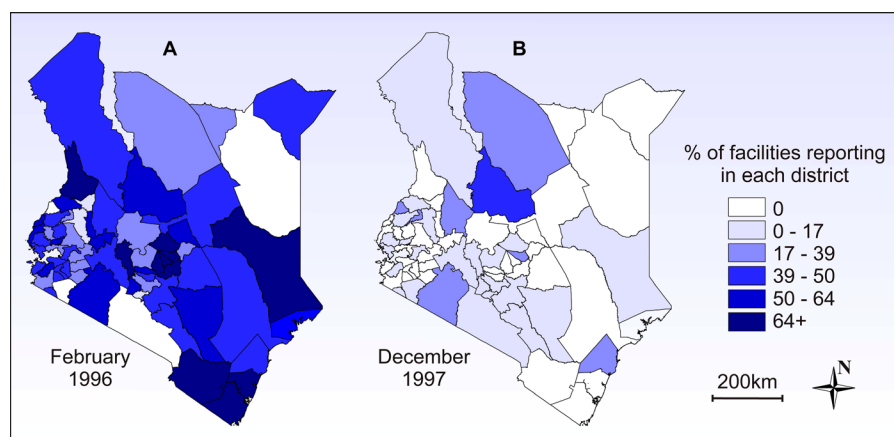 A
B
% of facilities reporting
in each district
0
0 - 17
17 - 39
39 - 50
50 - 64
64+
February
1996
December
1997
200km
N